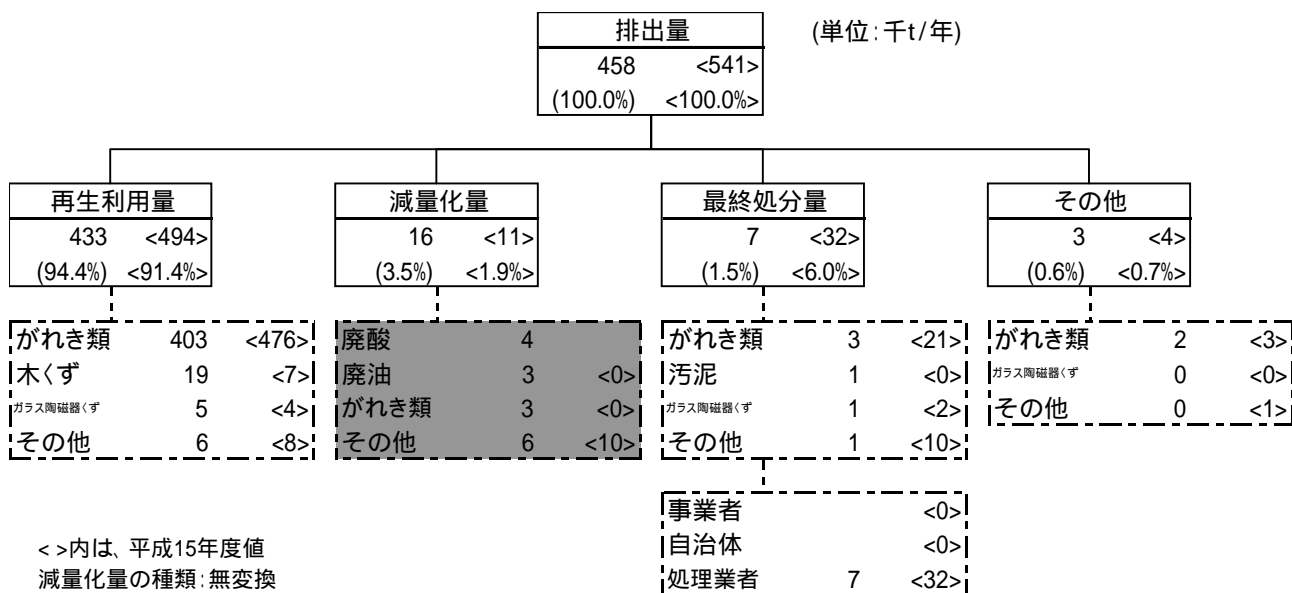 排出量
(単位:千t/年)
458 <541>
(100.0%) <100.0%>
再生利用量
433 <494>
(94.4%) <91.4%>
減量化量
16 <11>
(3.5%) <1.9%>
最終処分量
7 <32>
(1.5%) <6.0%>
その他
3 <4>
(0.6%) <0.7%>
がれき類 403 <476>
木くず 19 <7>
ガラス陶磁器くず 5 <4>
その他 6 <8>
廃酸 4
廃油 3 <0>
がれき類 3 <0>
その他 6 <10>
がれき類 3 <21>
汚泥 1 <0>
ガラス陶磁器くず 1 <2>
その他 1 <10>
がれき類 2 <3>
ガラス陶磁器くず 0 <0>
その他 0 <1>
事業者 <0>
自治体 <0>
処理業者 7 <32>
< >内は、平成15年度値
減量化量の種類:無変換